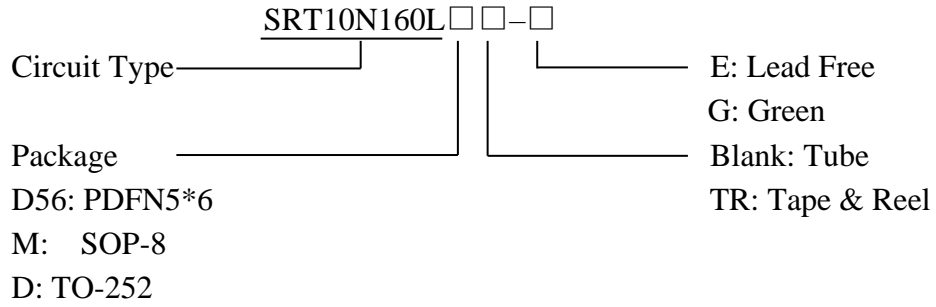 SRT10N160L□ □–□
Circuit Type
E: Lead Free
G: Green
Package
Blank: Tube
D56: PDFN5*6
TR: Tape & Reel
M: SOP-8
D: TO-252